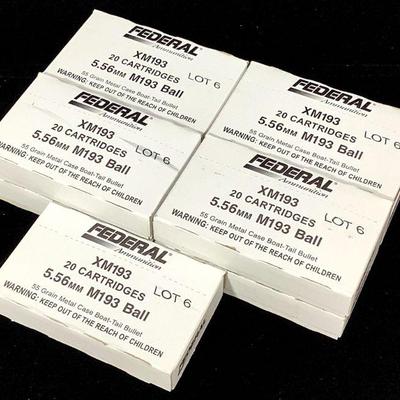 FEDERAL
Ammunition
XM193
20 CARTRIDGES
5.56MM M193 Ball
LOT 6
55 Grain Metal Case Boat-Tail Bullet
WARNING: KEEP OUT OF THE REACH OF CHILDREN
FEDERAL
Ammunition
XM193
20 CARTRIDGES
5.56MM M193 Ball
LOT 6
55 Grain Metal Case Boat-Tail Bullet
WARNING: KEEP OUT OF THE REACH OF CHILDREN
FEDERAL
Ammunition
XM193
20 CARTRIDGES
5.56MM M193 Ball
LOT 6
55 Grain Metal Case Boat-Tail Bullet
WARNING: KEEP OUT OF THE REACH OF CHILDREN
FEDERAL
Ammunition
XM193
20 CARTRIDGES
5.56MM M193 Ball
LOT 6
55 Grain Metal Case Boat-Tail Bullet
WARNING: KEEP OUT OF THE REACH OF CHILDREN
FEDERAL
Ammunition
XM193
20 CARTRIDGES
5.56MM M193 Ball
LOT 6
55 Grain Metal Case Boat-Tail Bullet
WARNING: KEEP OUT OF THE REACH OF CHILDREN